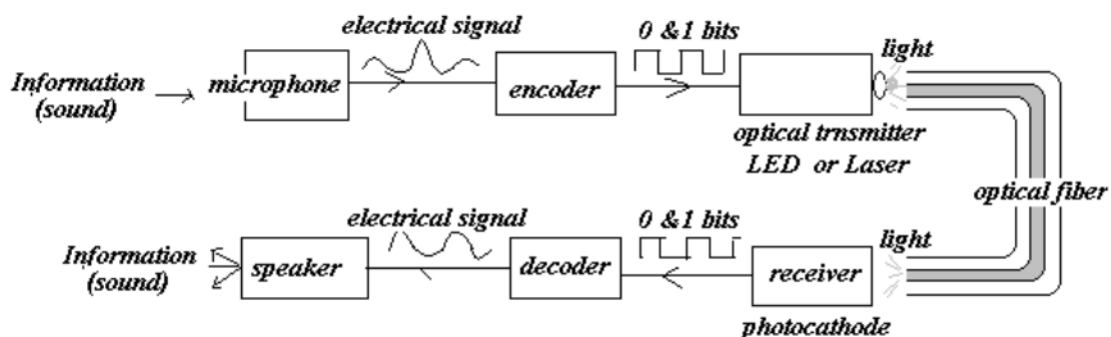 electrical signal
0 &1 bits
light
Information
(sound)
microphone
encoder
optical trnsmitter
LED or Laser
optical fiber
electrical signal
0 &1 bits
light
Information
(sound)
speaker
decoder
receiver
photocathode